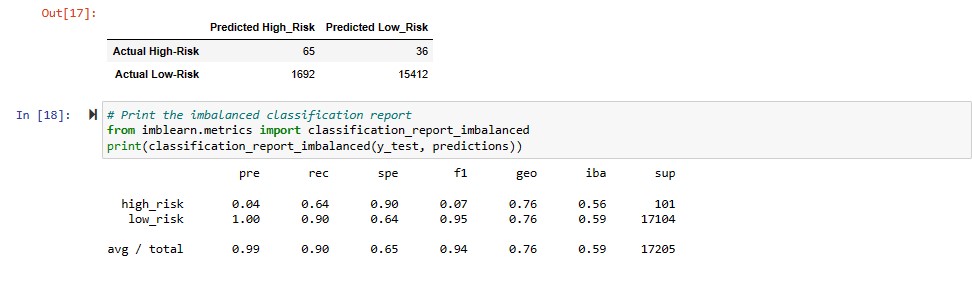 Out[17]:
Predicted High_Risk Predicted Low_Risk
Actual High-Risk 65 36
Actual Low-Risk 1692 15412
In [18]: # Print the imbalanced classification report
from imblearn.metrics import classification_report_imbalanced
print(classification_report_imbalanced(y_test, predictions))
pre rec spe f1 geo iba sup
high_risk 0.04 0.64 0.90 0.07 0.76 0.56 101
low_risk 1.00 0.90 0.64 0.95 0.76 0.59 17104
avg / total 0.99 0.90 0.65 0.94 0.76 0.59 17205